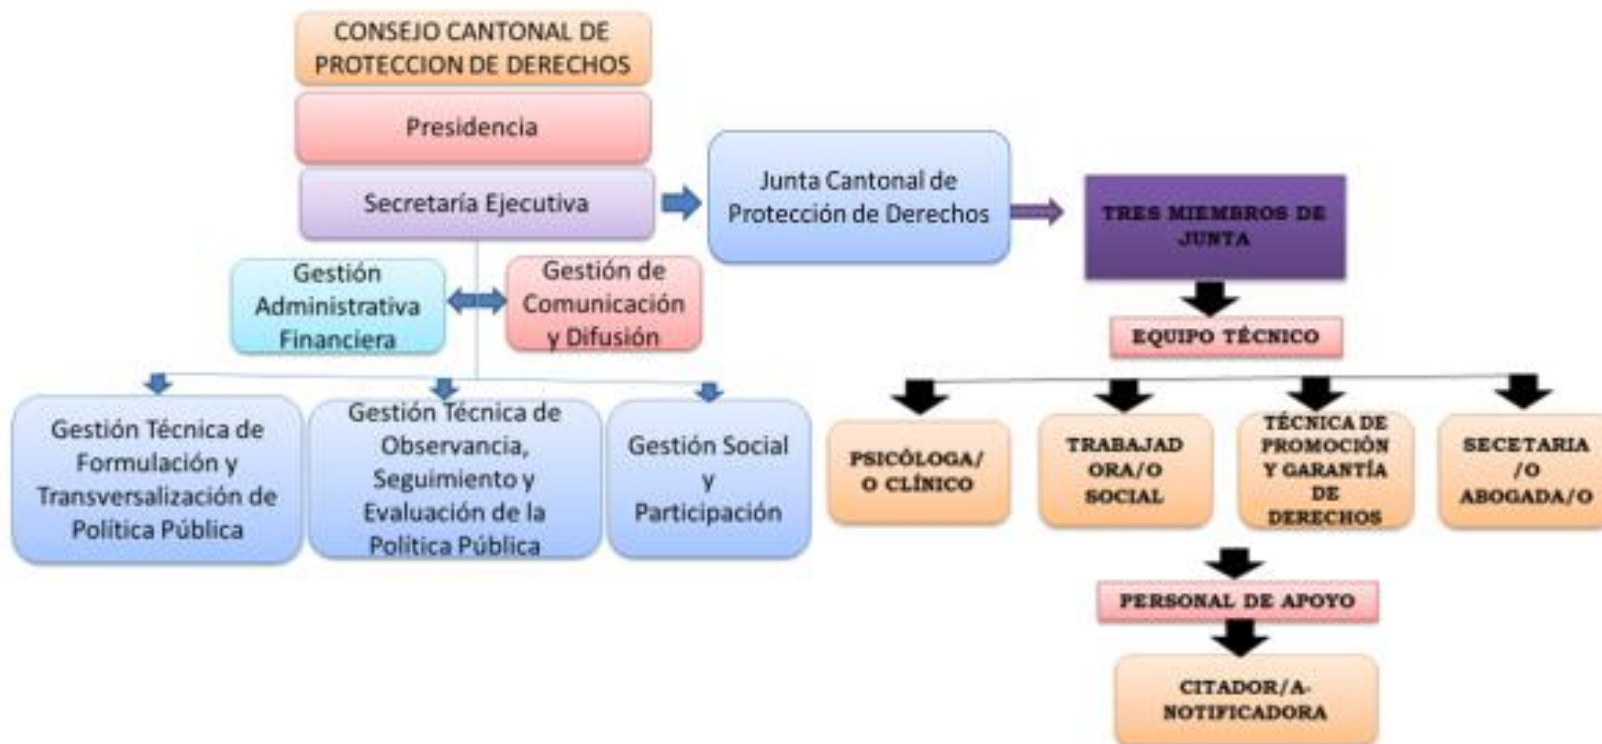 CONSEJO CANTONAL DE
PROTECCION DE DERECHOS
Presidencia
Secretaría Ejecutiva
Junta Cantonal de
Protección de Derechos
TRES MIEMBROS DE
JUNTA
Gestión
Administrativa
Financiera
Gestión de
Comunicación
y Difusión
EQUIPO TÉCNICO
Gestión Técnica de
Formulación y
Transversalización de
Política Pública
Gestión Técnica de
Observancia,
Seguimiento y
Evaluación de la
Política Pública
Gestión Social
y
Participación
PSICÓLOGA/
O CLÍNICO
TRABAJAD
ORA/O
SOCIAL
TÉCNICA DE
PROMOCIÓN
Y GARANTÍA
DE
DERECHOS
SECETARIA
/O
ABOGADA/O
PERSONAL DE APOYO
CITADOR/A-
NOTIFICADORA